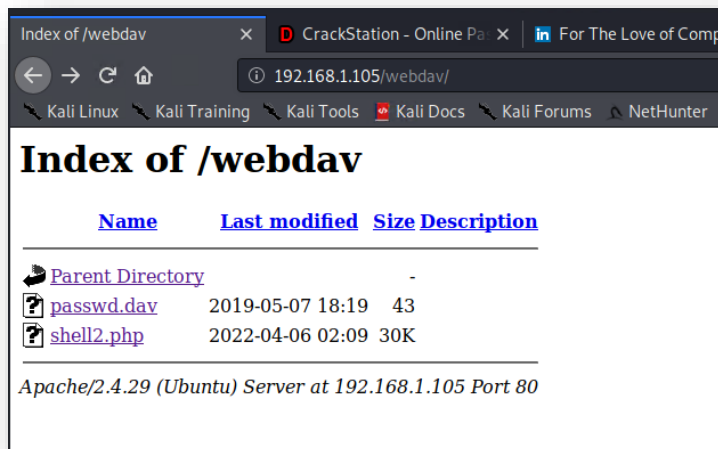 Index of /webdav
CrackStation - Online Pa
in For The Love of Comp
192.168.1.105/webdav/
Kali Linux Kali Training Kali Tools Kali Docs Kali Forums NetHunter
Index of /webdav
Name Last modified Size Description
Parent Directory -
passwd.dav 2019-05-07 18:19 43
shell2.php 2022-04-06 02:09 30K
Apache/2.4.29 (Ubuntu) Server at 192.168.1.105 Port 80